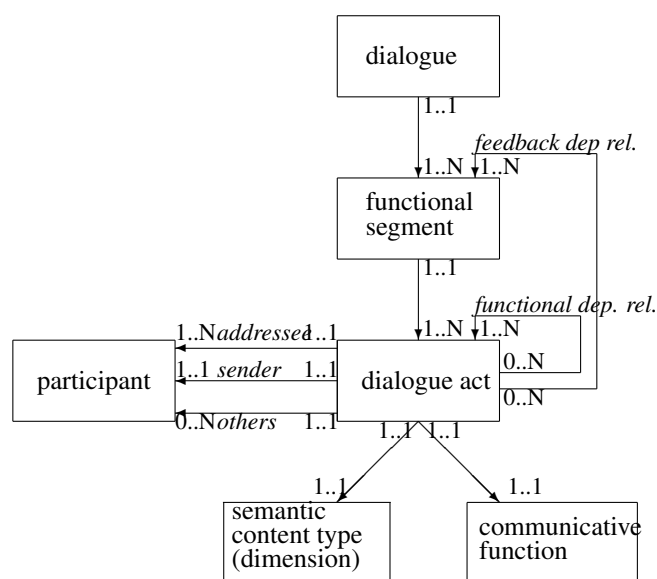 dialogue
1..1
feedback dep rel.
1..N 1..N
functional
segment
1..1
functional dep. rel.
1..N addressee 1..1
1..N 1..N
participant
1..1 sender 1..1
dialogue act
0..N
0..N
0..N others 1..1
1..1 1..1
1..1 1..1
semantic
content type
(dimension)
communicative
function